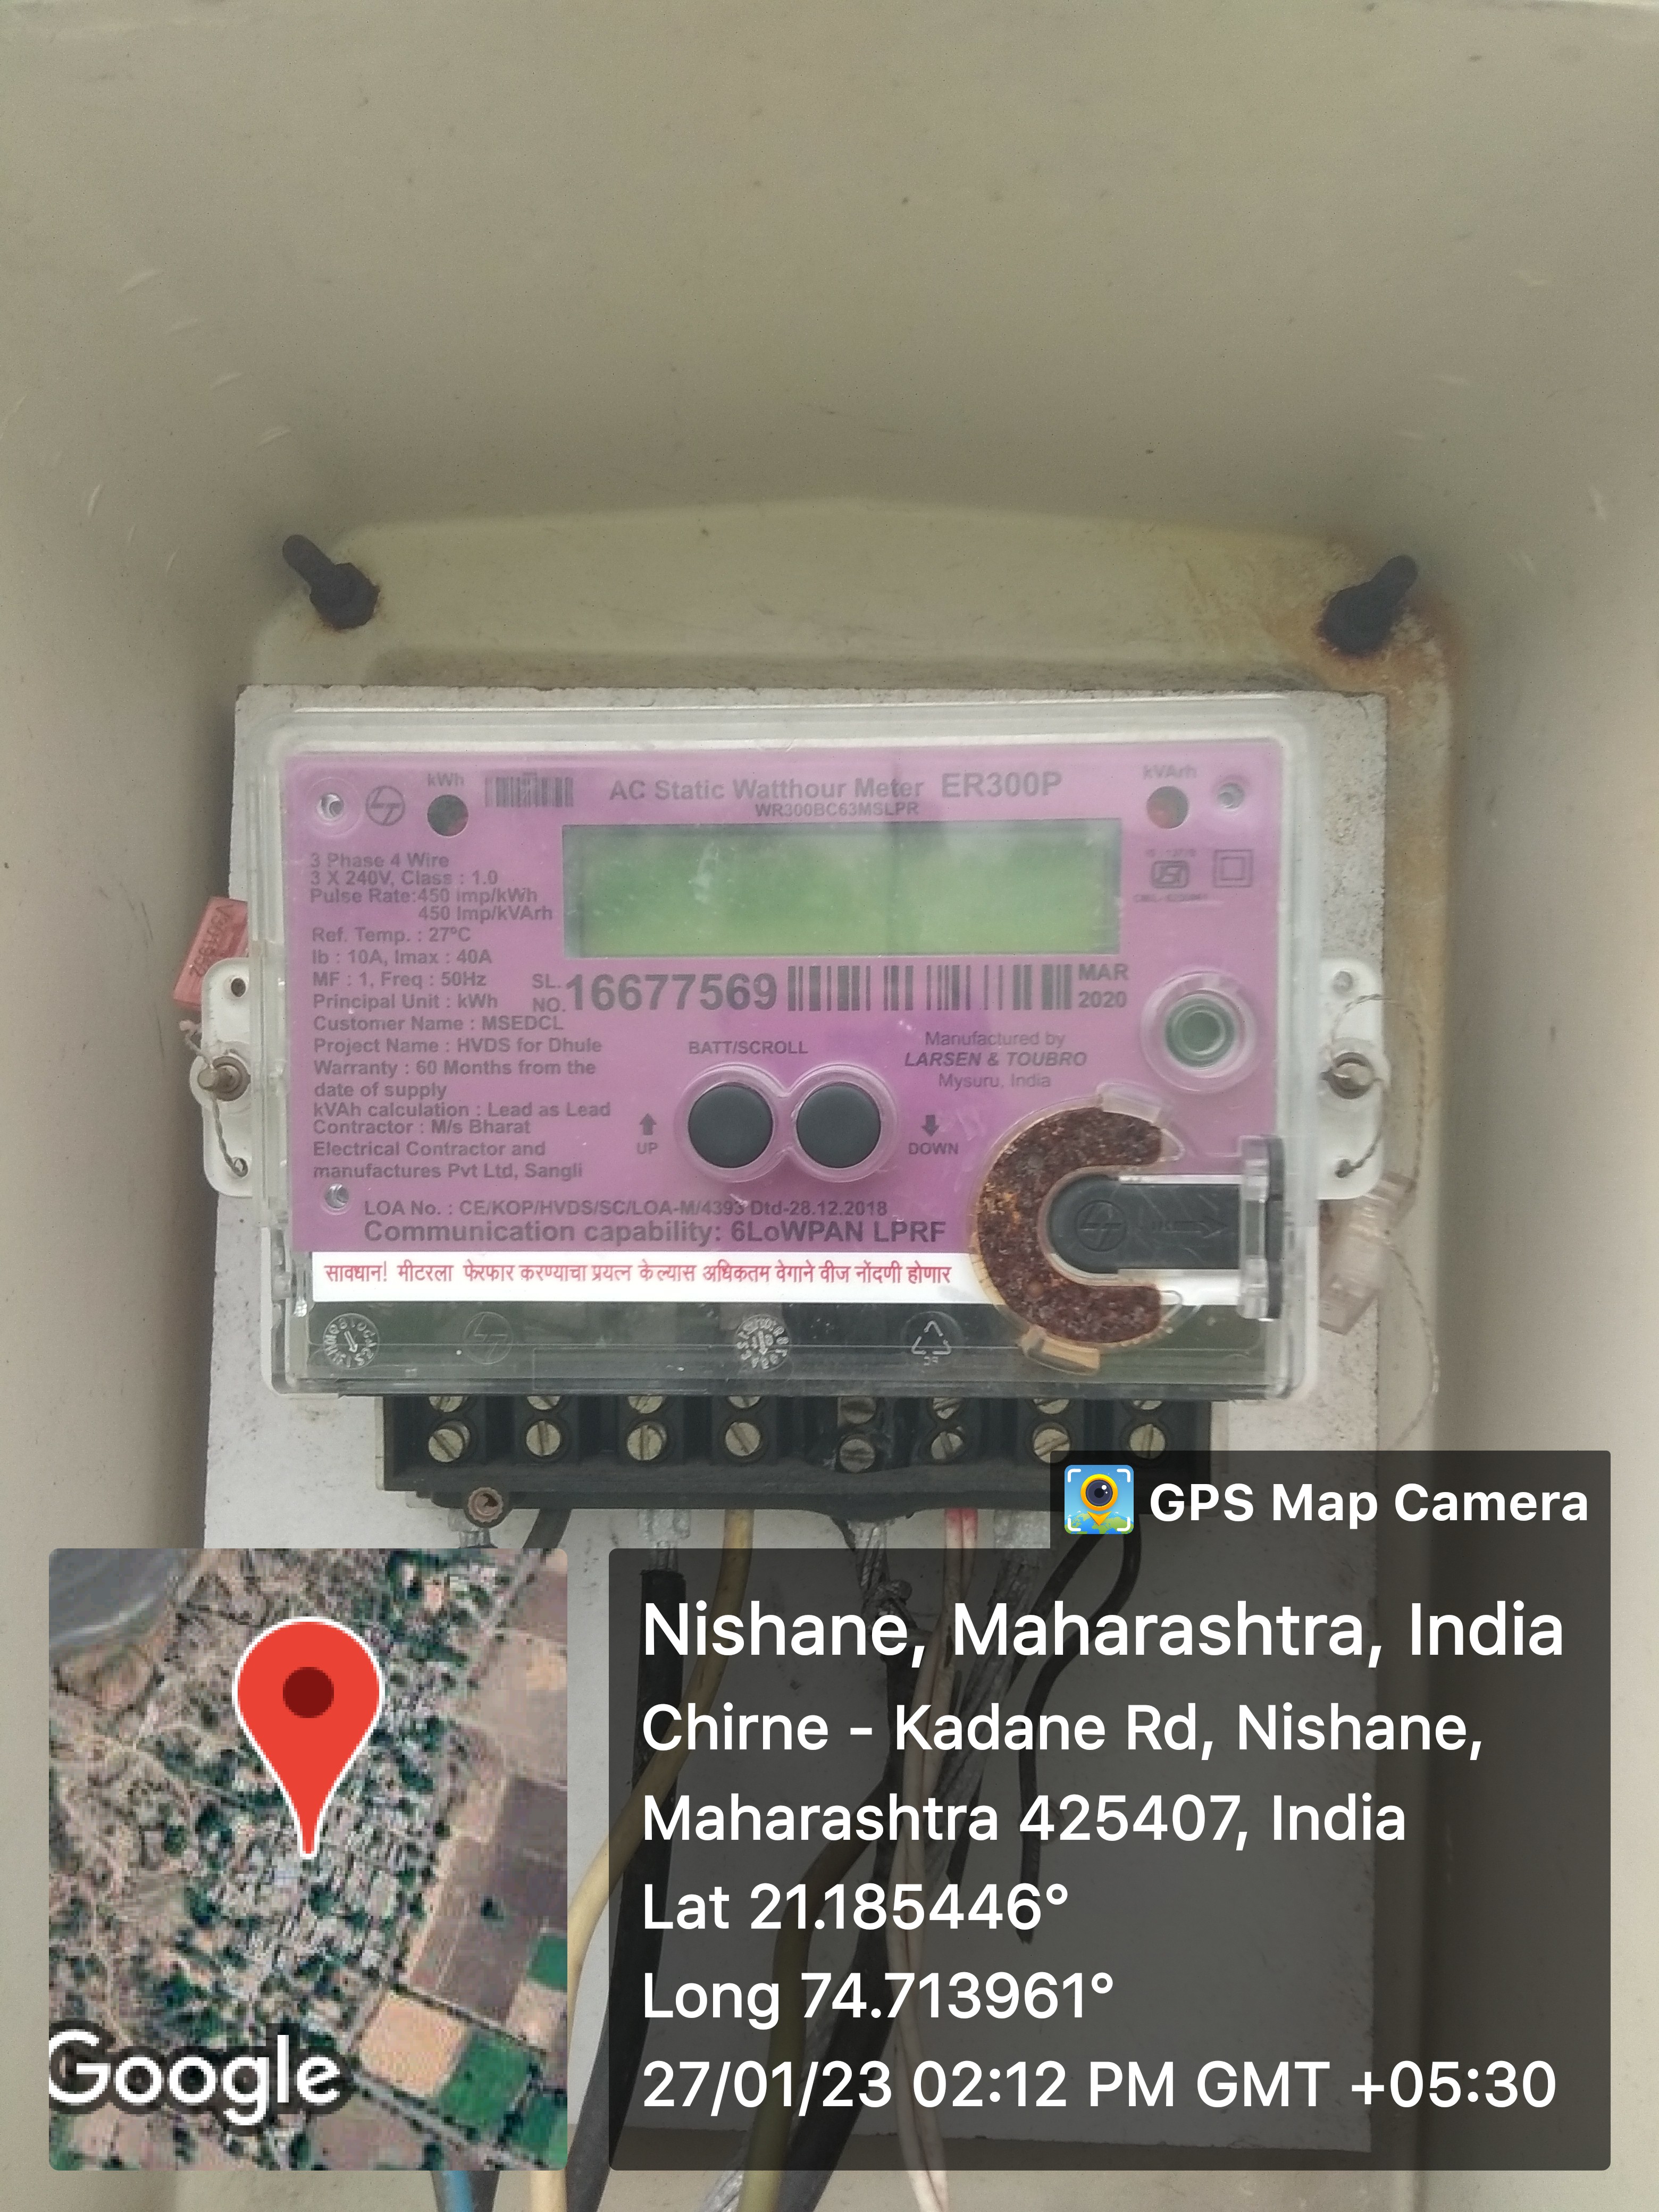 kWh
AC Static Watthour Meter ER300P
WR300BC63MSLPR
kVArh
3 Phase 4 Wire
3 X 240V, Class : 1.0
Pulse Rate:450 imp/kWh
450 Imp/kVArh
Ref. Temp. : 27°C
Ib : 10A, Imax : 40A
MF : 1, Freq : 50Hz
Principal Unit : kWh
Customer Name : MSEDCL
Project Name : HVDS for Dhule
Warranty : 60 Months from the
date of supply
kVAh calculation : Lead as Lead
Contractor : M/s Bharat
Electrical Contractor and
manufactures Pvt Ltd, Sangli
SL.
NO. 16677569
MAR
2020
BATT/SCROLL
UP
DOWN
Manufactured by
LARSEN & TOUBRO
Mysuru, India
LOA No. : CE/KOP/HVDS/SC/LOA-M/4393 Dtd-28.12.2018
Communication capability: 6LoWPAN LPRF
सावधान! मीटरला फेरफार करण्याचा प्रयत्न केल्यास अधिकतम वेगाने वीज नोंदणी होणार
GPS Map Camera
Nishane, Maharashtra, India
Chirne - Kadane Rd, Nishane,
Maharashtra 425407, India
Lat 21.185446°
Long 74.713961°
27/01/23 02:12 PM GMT +05:30
Google